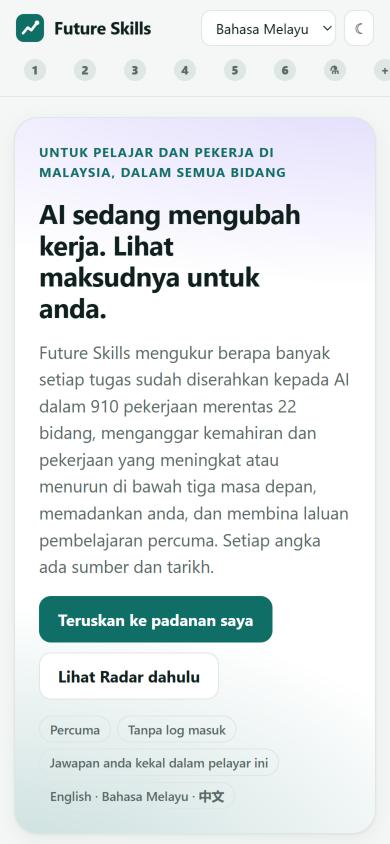 Future Skills
Bahasa Melayu
1 2 3 4 5 6
UNTUK PELAJAR DAN PEKERJA DI
MALAYSIA, DALAM SEMUA BIDANG
AI sedang mengubah
kerja. Lihat
maksudnya untuk
anda.
Future Skills mengukur berapa banyak
setiap tugas sudah diserahkan kepada AI
dalam 910 pekerjaan merentas 22
bidang, menganggar kemahiran dan
pekerjaan yang meningkat atau
menurun di bawah tiga masa depan,
memadankan anda, dan membina laluan
pembelajaran percuma. Setiap angka
ada sumber dan tarikh.
Teruskan ke padanan saya
Lihat Radar dahulu
Percuma
Tanpa log masuk
Jawapan anda kekal dalam pelayar ini
English · Bahasa Melayu · 中文